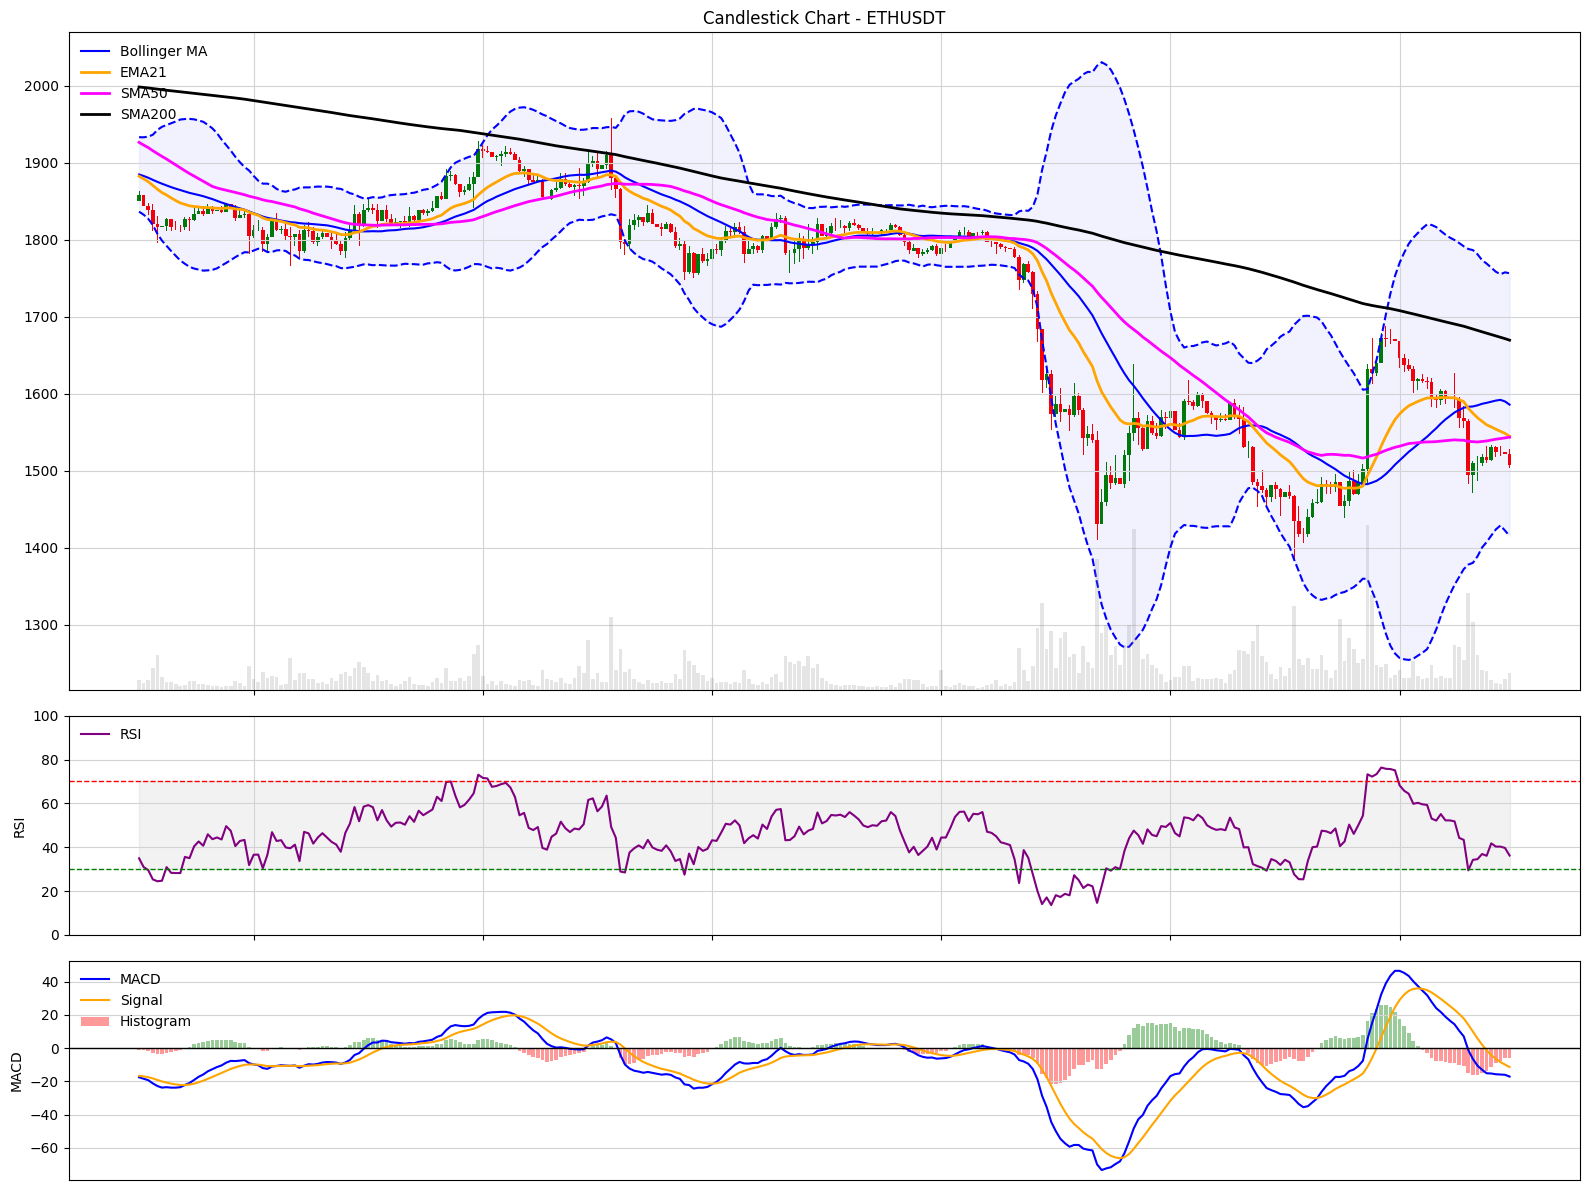 Candlestick Chart - ETHUSDT
Bollinger MA
EMA21
SMA50
SMA200
2000
1900
1800
1700
1600
1500
1400
1300
RSI
100
80
60
40
20
0
RSI
MACD
Signal
Histogram
40
20
0
−20
−40
−60
MACD